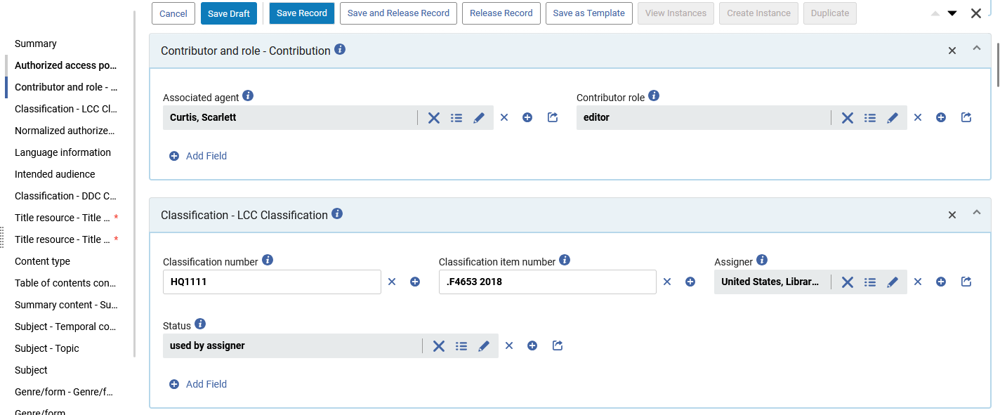 Cancel Save Draft Save Record Save and Release Record Release Record Save as Template View Instances Create Instance Duplicate
Summary
Authorized access po...
Contributor and role - ...
Classification - LCC Cl...
Normalized authorize...
Language information
Intended audience
Classification - DDC C...
Title resource - Title ... *
Title resource - Title ... *
Content type
Table of contents con...
Summary content - Su...
Subject - Temporal co...
Subject - Topic
Subject
Genre/form - Genre/f...
Genre/form
Contributor and role - Contribution
Associated agent Contributor role
Curtis, Scarlett editor
Add Field
Classification - LCC Classification
Classification number Classification item number Assigner
HQ1111 .F4653 2018 United States, Librar...
Status
used by assigner
Add Field